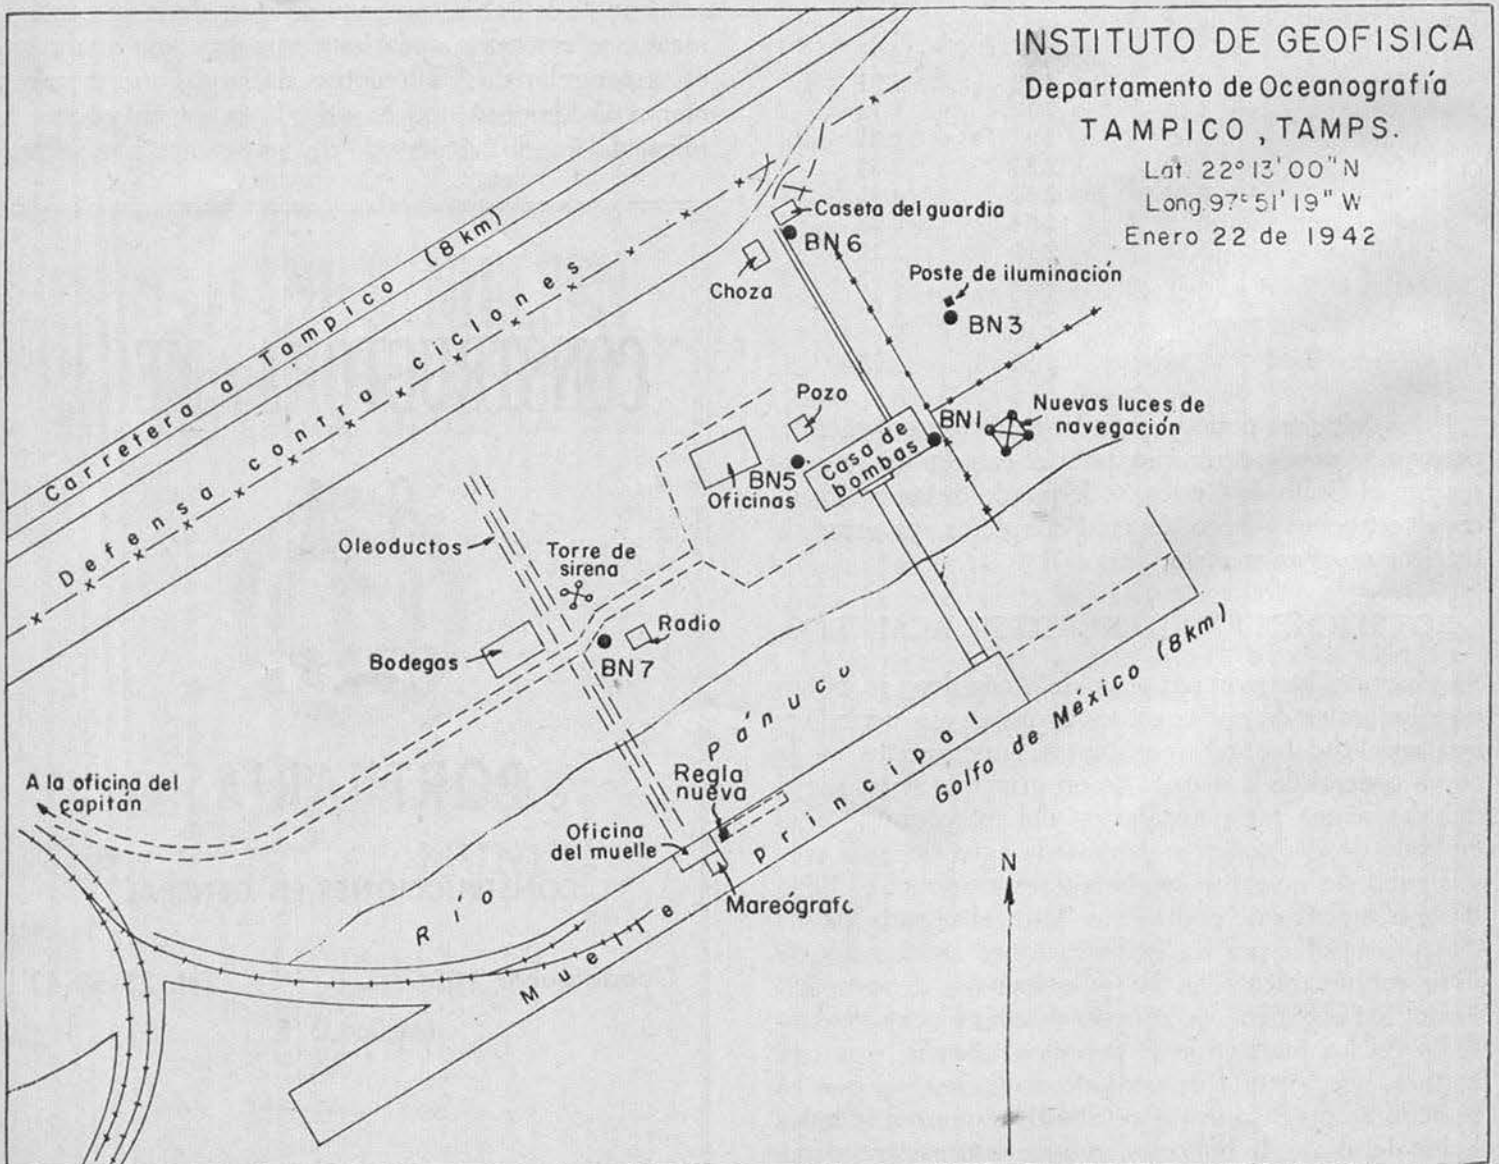 INSTITUTO DE GEOFISICA
Departamento de Oceanografía
TAMPICO, TAMPS.
Lat. 22° 13' 00" N
Long. 97° 51' 19" W
Enero 22 de 1942
Carretera a Tampico (8 km)
Defensa contra ciclones
Caseta del guardia
BN6
Choza
Poste de iluminación
BN3
Pozo
BN1
Nuevas luces de
navegación
Casa de
bombas
BN5
Oficinas
Oleoductos
Torre de
sirena
Radio
Bodegas
BN7
A la oficina del
capitán
Río Pánuco
Regla
nueva
Oficina
del muelle
Mareógrafo
Muelle principal
Golfo de México (8km)
N